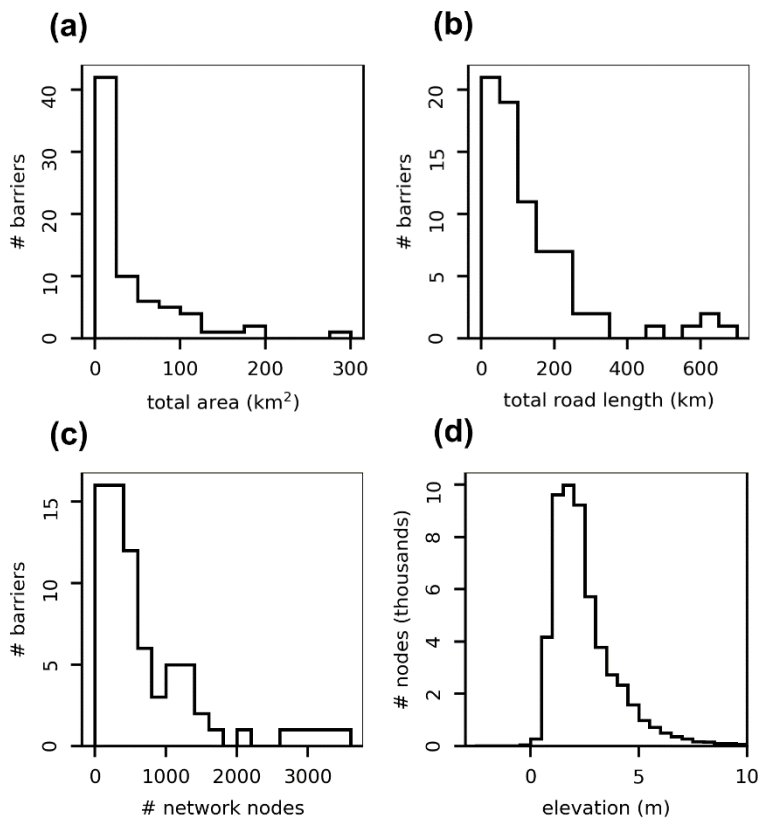 (a)
(b)
40
30
20
10
0
# barriers
0 100 200 300
total area (km²)
20
15
10
5
0
# barriers
0 200 400 600
total road length (km)
(c)
(d)
15
10
5
0
# barriers
0 1000 2000 3000
# network nodes
10
8
6
4
2
0
# nodes (thousands)
0 5 10
elevation (m)